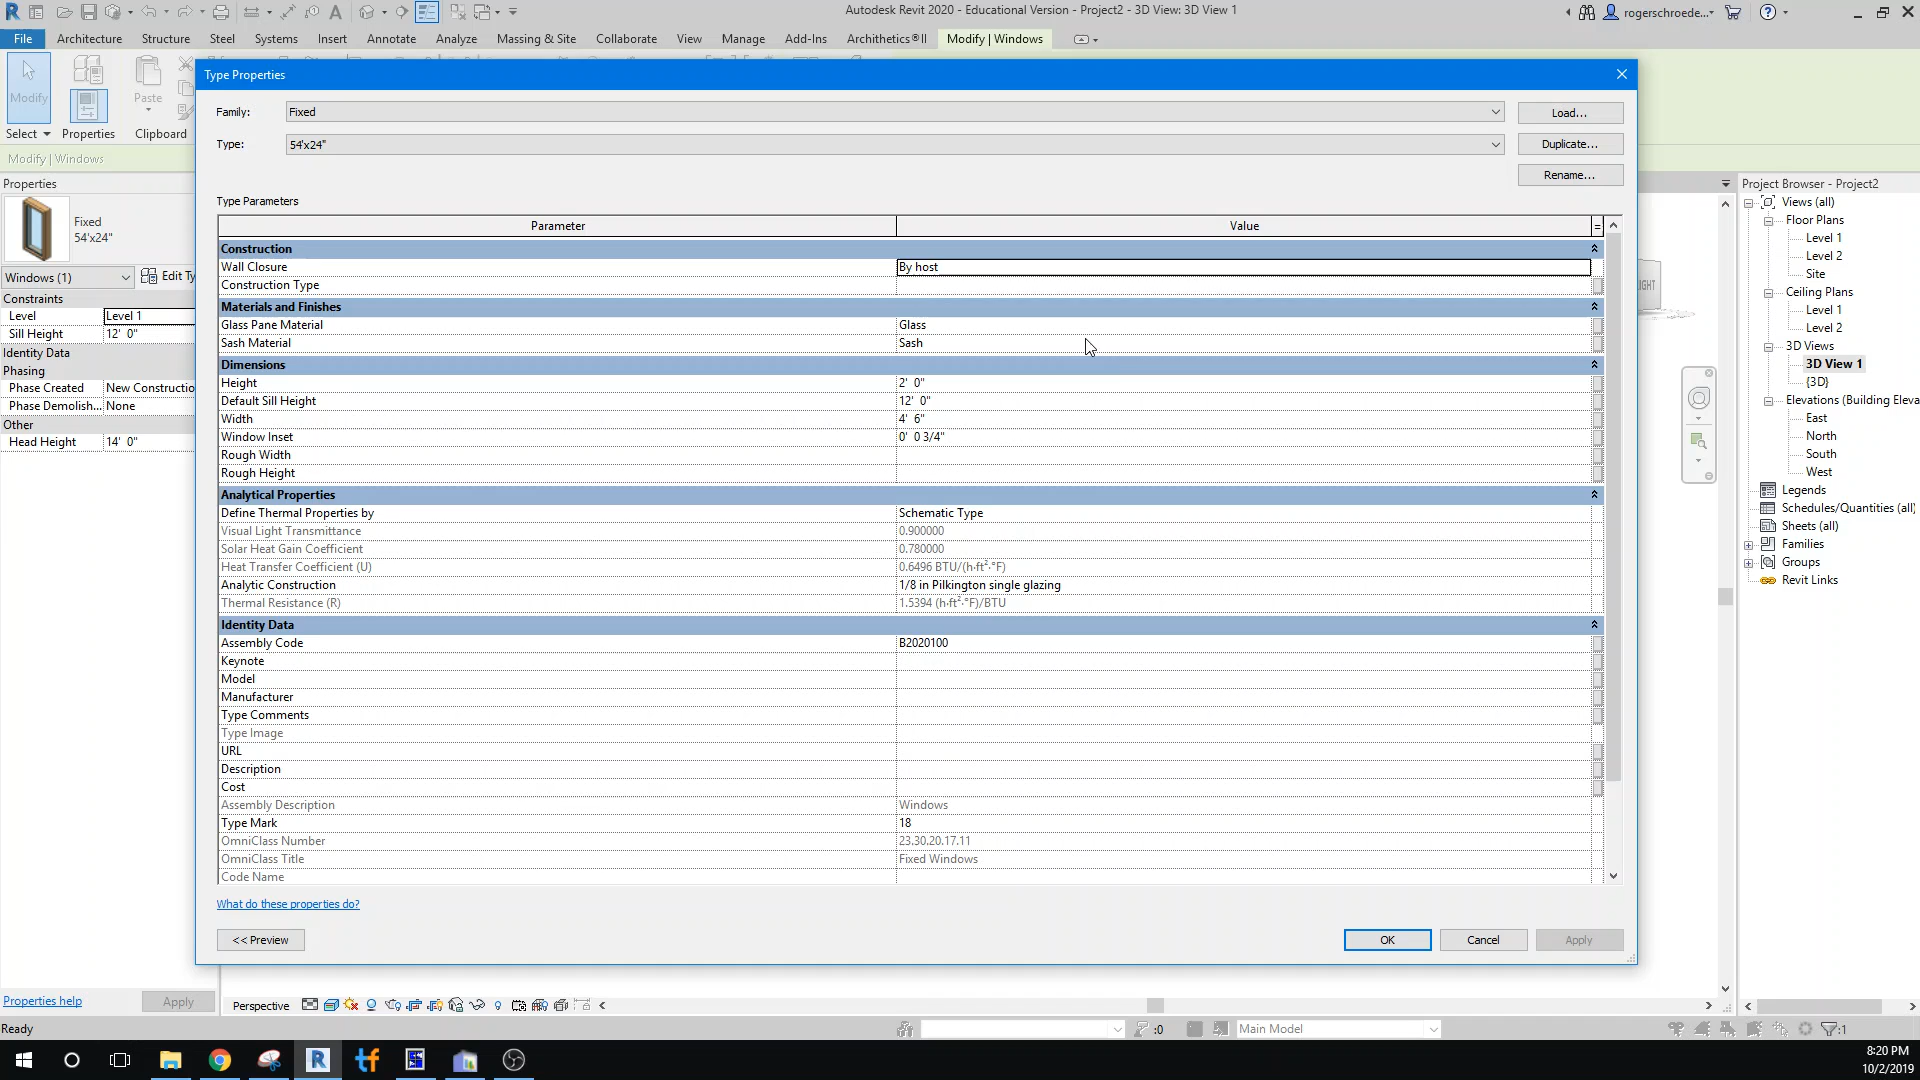 Autodesk Revit 2020 - Educational Version - Project2 - 3D View: 3D View 1
rogerschroede...
File Architecture Structure Steel Systems Insert Annotate Analyze Massing & Site Collaborate View Manage Add-Ins Archithetics®II Modify | Windows
Modify
Paste
Select Properties Clipboard
Modify | Windows
Properties
Fixed
54'x24"
Windows (1) Edit Ty
Constraints
Level Level 1
Sill Height 12' 0"
Identity Data
Phasing
Phase Created New Constructio
Phase Demolish... None
Other
Head Height 14' 0"
Properties help Apply
Type Properties
Family: Fixed Load...
Type: 54'x24" Duplicate...
Rename...
Type Parameters
Parameter Value =
Construction
Wall Closure By host
Construction Type
Materials and Finishes
Glass Pane Material Glass
Sash Material Sash
Dimensions
Height 2' 0"
Default Sill Height 12' 0"
Width 4' 6"
Window Inset 0' 0 3/4"
Rough Width
Rough Height
Analytical Properties
Define Thermal Properties by Schematic Type
Visual Light Transmittance 0.900000
Solar Heat Gain Coefficient 0.780000
Heat Transfer Coefficient (U) 0.6496 BTU/(h·ft²·°F)
Analytic Construction 1/8 in Pilkington single glazing
Thermal Resistance (R) 1.5394 (h·ft²·°F)/BTU
Identity Data
Assembly Code B2020100
Keynote
Model
Manufacturer
Type Comments
Type Image
URL
Description
Cost
Assembly Description Windows
Type Mark 18
OmniClass Number 23.30.20.17.11
OmniClass Title Fixed Windows
Code Name
What do these properties do?
<< Preview OK Cancel Apply
IGHT
Project Browser - Project2
Views (all)
Floor Plans
Level 1
Level 2
Site
Ceiling Plans
Level 1
Level 2
3D Views
3D View 1
{3D}
Elevations (Building Eleva
East
North
South
West
Legends
Schedules/Quantities (all)
Sheets (all)
Families
Groups
Revit Links
Perspective
Ready
:0
Main Model
:1
8:20 PM
10/2/2019